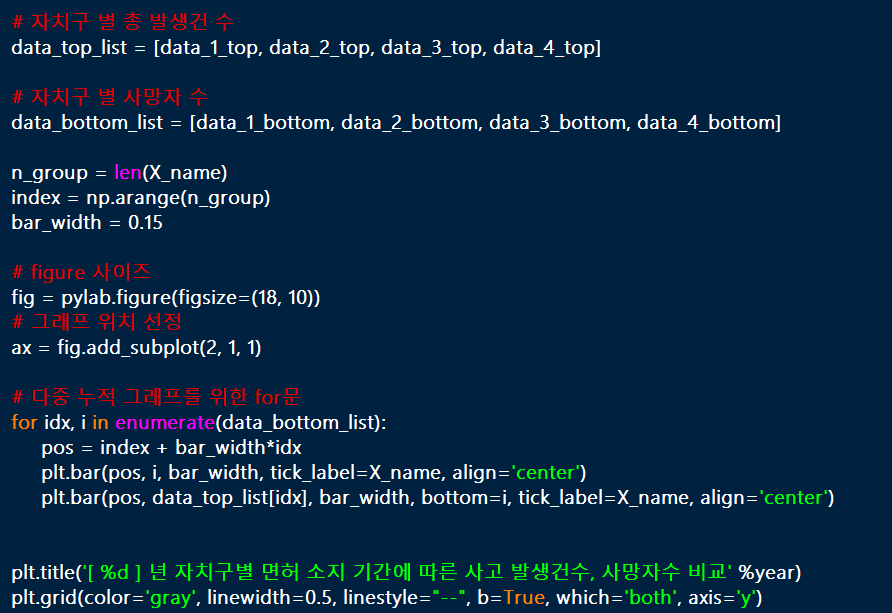 # 자치구 별 총 발생건 수
data_top_list = [data_1_top, data_2_top, data_3_top, data_4_top]
# 자치구 별 사망자 수
data_bottom_list = [data_1_bottom, data_2_bottom, data_3_bottom, data_4_bottom]
n_group = len(X_name)
index = np.arange(n_group)
bar_width = 0.15
# figure 사이즈
fig = pylab.figure(figsize=(18, 10))
# 그래프 위치 선정
ax = fig.add_subplot(2, 1, 1)
# 다중 누적 그래프를 위한 for문
for idx, i in enumerate(data_bottom_list):
pos = index + bar_width*idx
plt.bar(pos, i, bar_width, tick_label=X_name, align='center')
plt.bar(pos, data_top_list[idx], bar_width, bottom=i, tick_label=X_name, align='center')
plt.title('[ %d ] 년 자치구별 면허 소지 기간에 따른 사고 발생건수, 사망자수 비교' %year)
plt.grid(color='gray', linewidth=0.5, linestyle="--", b=True, which='both', axis='y')